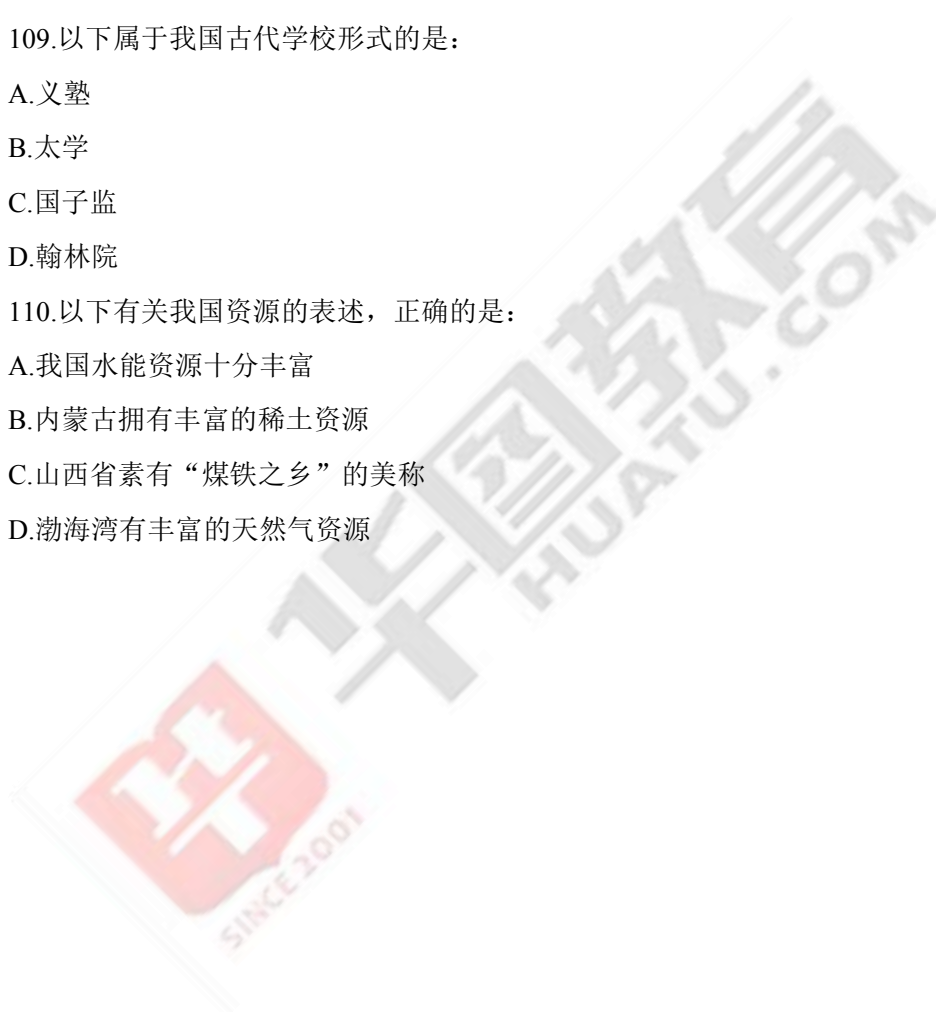 109.以下属于我国古代学校形式的是：
A.义塾
B.太学
C.国子监
D.翰林院
110.以下有关我国资源的表述，正确的是：
A.我国水能资源十分丰富
B.内蒙古拥有丰富的稀土资源
C.山西省素有“煤铁之乡”的美称
D.渤海湾有丰富的天然气资源
华图教育
HUATU.COM
SINCE 2001